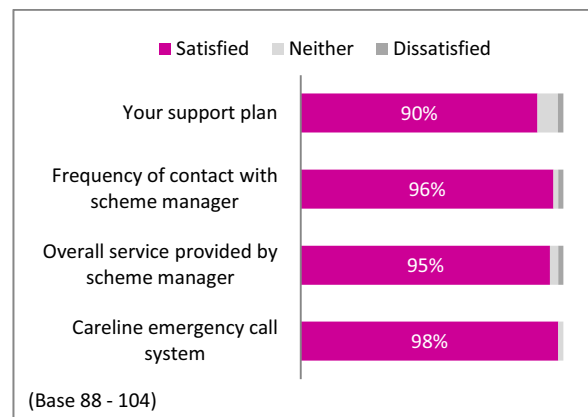 Satisfied Neither Dissatisfied
Your support plan
90%
Frequency of contact with
scheme manager
96%
Overall service provided by
scheme manager
95%
Careline emergency call
system
98%
(Base 88 - 104)